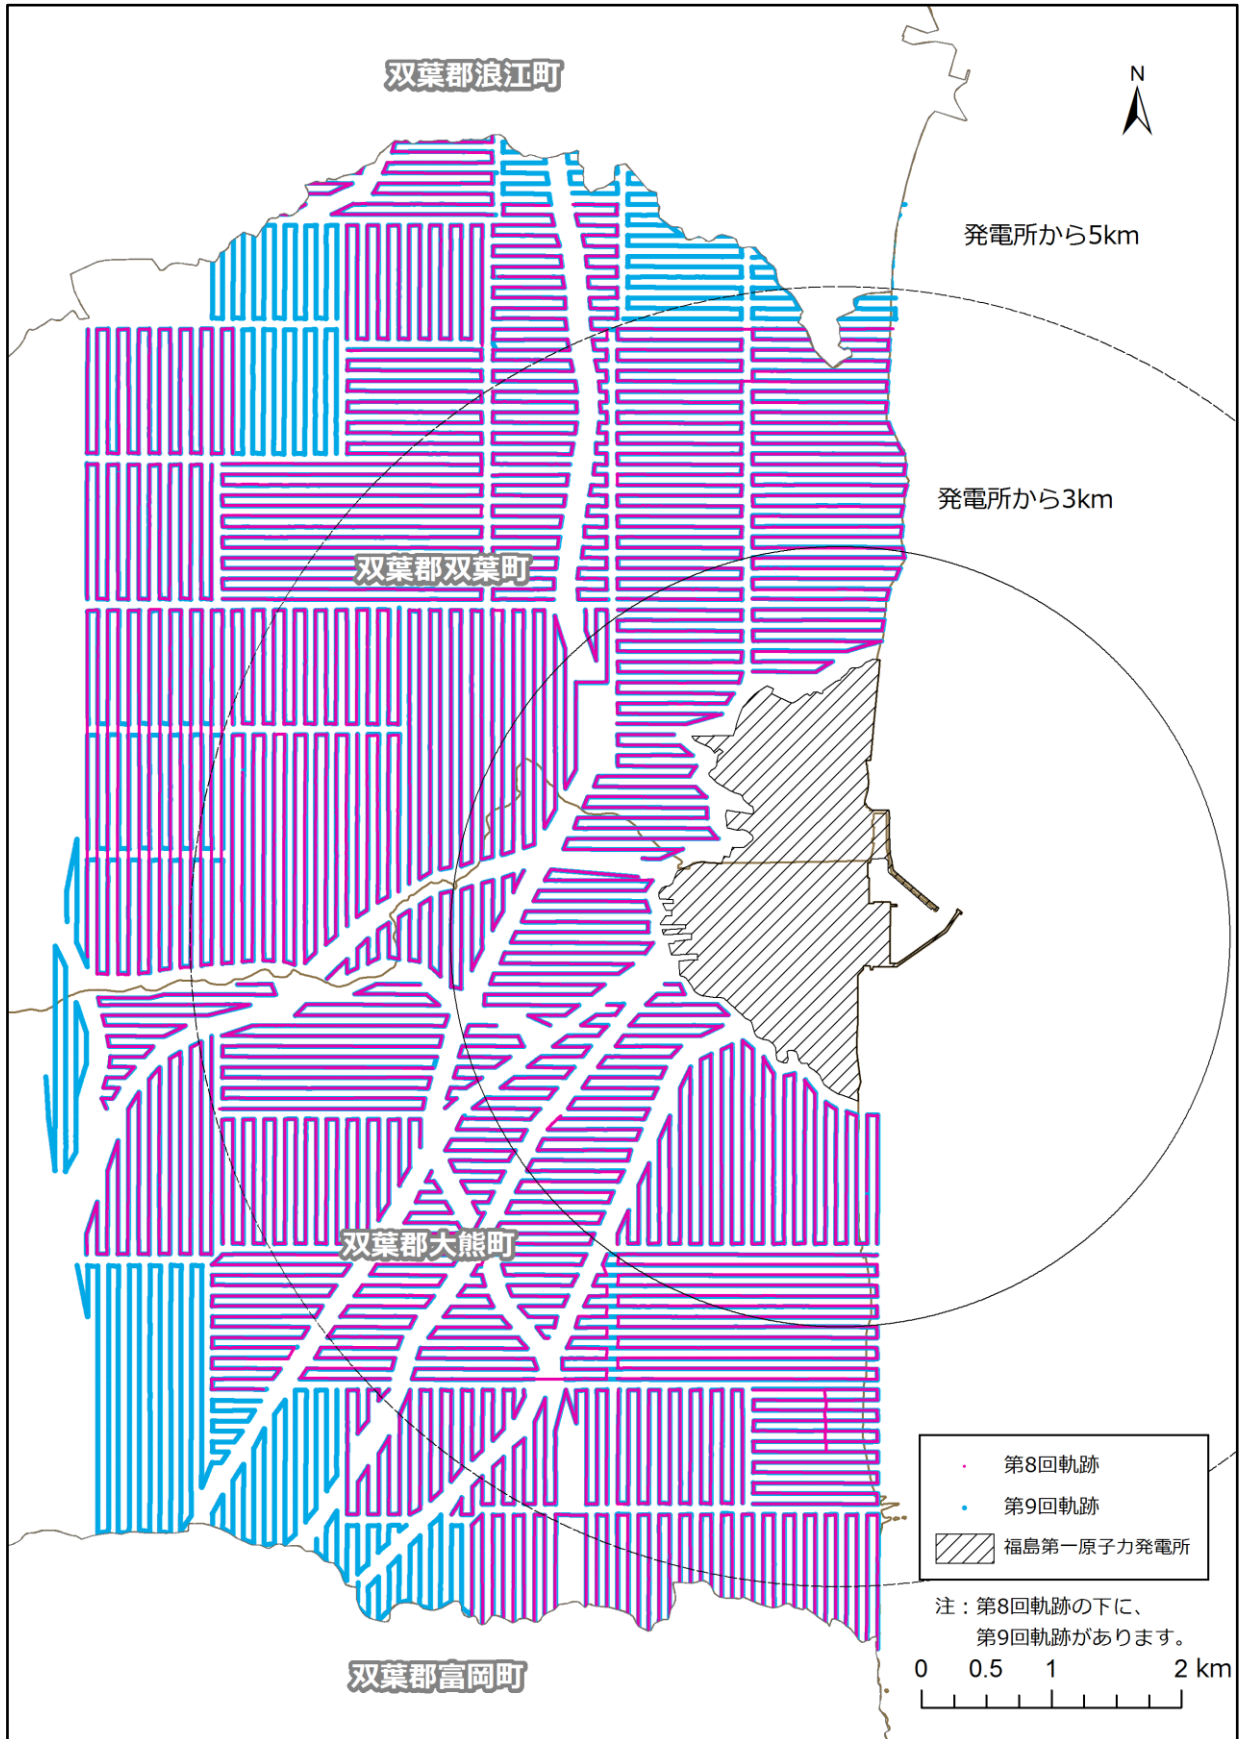 双葉郡浪江町
N
発電所から5km
発電所から3km
双葉郡双葉町
双葉郡大熊町
第8回軌跡
第9回軌跡
福島第一原子力発電所
注：第8回軌跡の下に、
第9回軌跡があります。
双葉郡富岡町
0 0.5 1 2 km